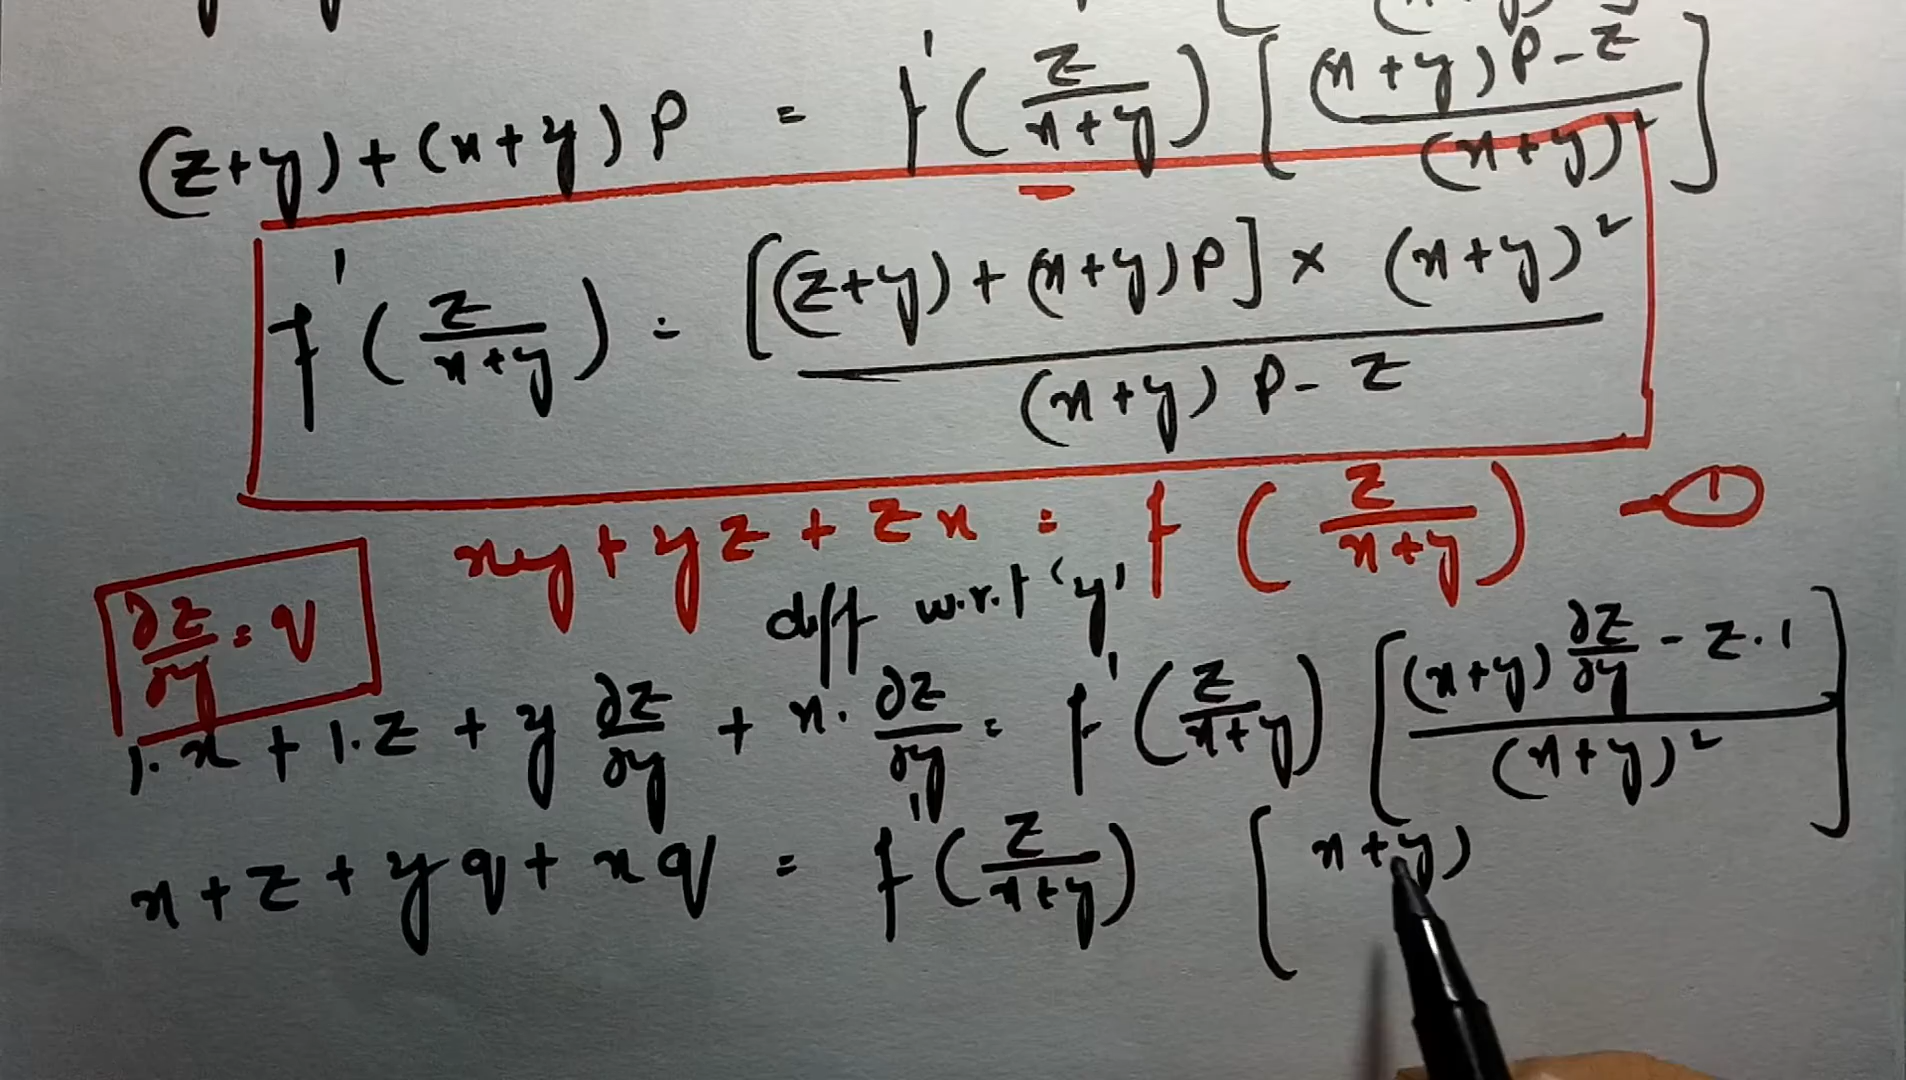 (z+y)+(x+y)p = f'(z/(x+y)) [((x+y)p-z)/(x+y)²]
f'(z/(x+y)) = [(z+y)+(x+y)p] × (x+y)² / ((x+y)p-z)
xy+yz+zx = f(z/(x+y)) —①
diff w.r.t 'y'
∂z/∂y = q
1.x + 1.z + y ∂z/∂y + x. ∂z/∂y = f'(z/(x+y)) [((x+y) ∂z/∂y - z.1)/(x+y)²]
x+z+yq+xq = f'(z/(x+y)) [x+y)